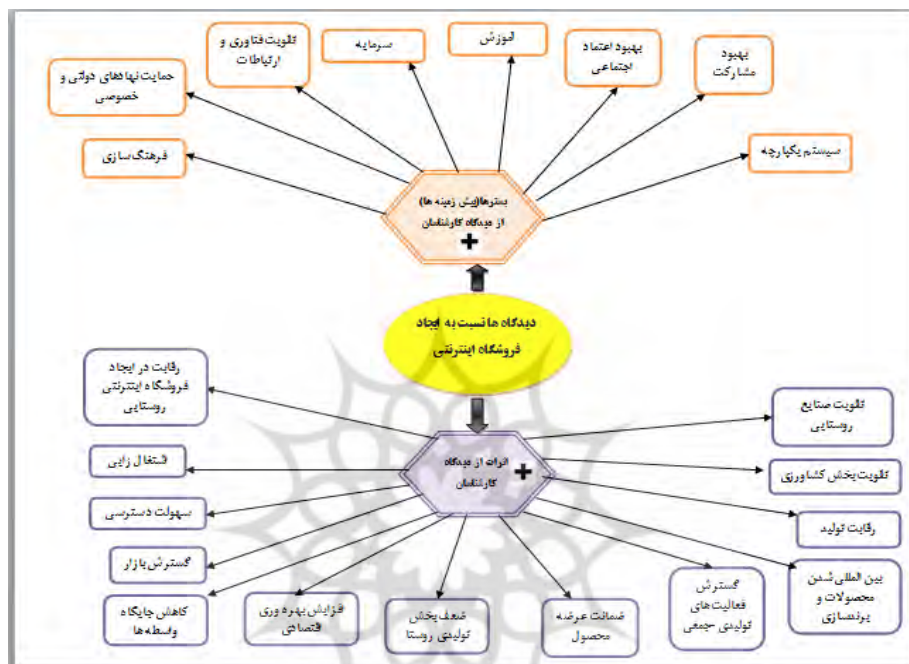 بهبود
مشارکت
بهبود اعتماد
اجتماعی
آموزش
سرمایه
تقویت فناوری و
ارتباطات
حمایت نهادهای دولتی و
خصوصی
فرهنگ سازی
سیستم یکپارچه
بسترها(پیش زمینه ها)
از دیدگاه کارشناسان
دیدگاه ها نسبت به ایجاد
فروشگاه اینترنتی
اثرات از دیدگاه
کارشناسان
تقویت صنایع
روستایی
تقویت بخش کشاورزی
رقابت تولید
بین المللی شدن
محصولات و
برندسازی
گسترش
فعالیت های
تولیدی جمعی
ضمانت عرضه
محصول
ضعف بخش
تولیدی روستا
فزایش بهره وری
قتصادی
کاهش جایگاه
واسطه ها
گسترش بازار
سهولت دسترسی
شتغال زایی
رقابت در ایجاد
فروشگاه اینترنتی
روستایی